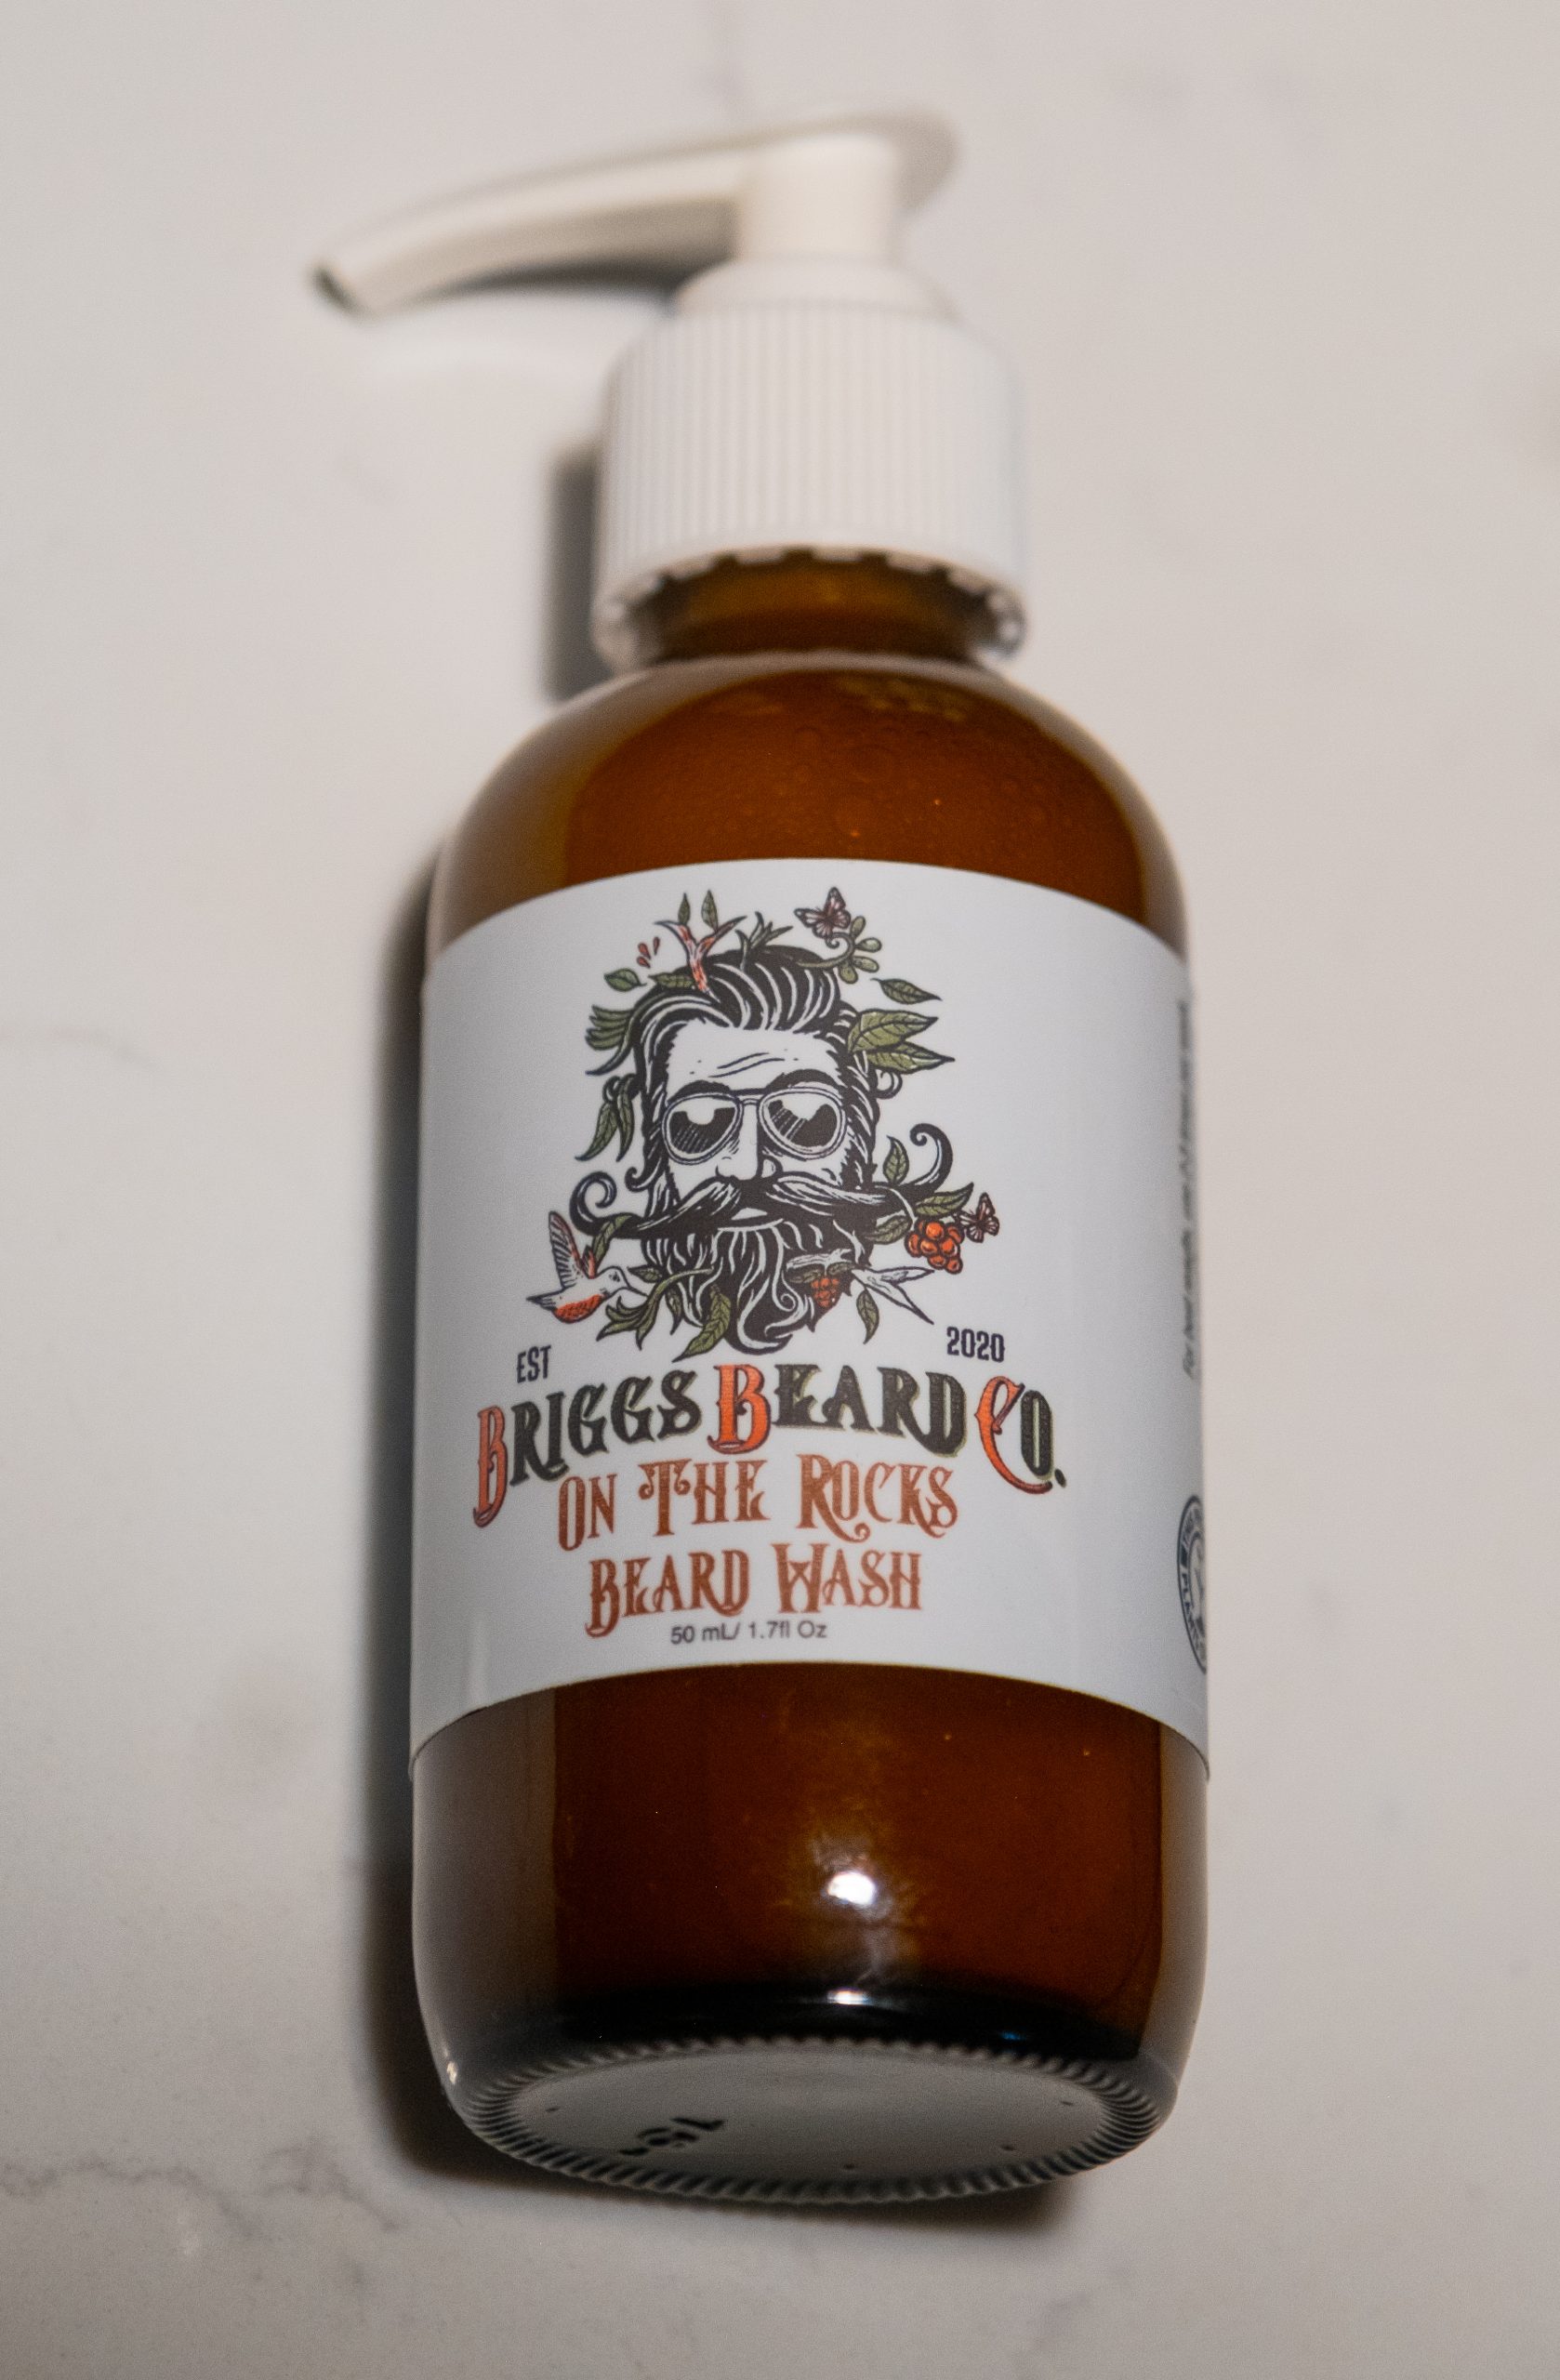 EST 2020
BRIGGS BEARD CO.
ON THE ROCKS
BEARD WASH
50 mL/ 1.7fl Oz